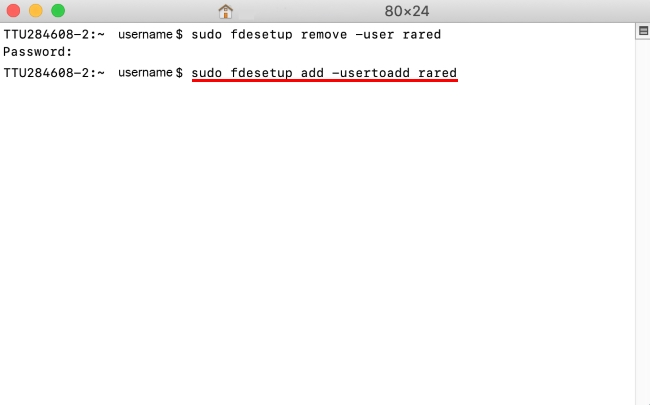 80×24
TTU284608-2:~ username$ sudo fdesetup remove -user rared
Password:
TTU284608-2:~ username$ sudo fdesetup add -usertoadd rared